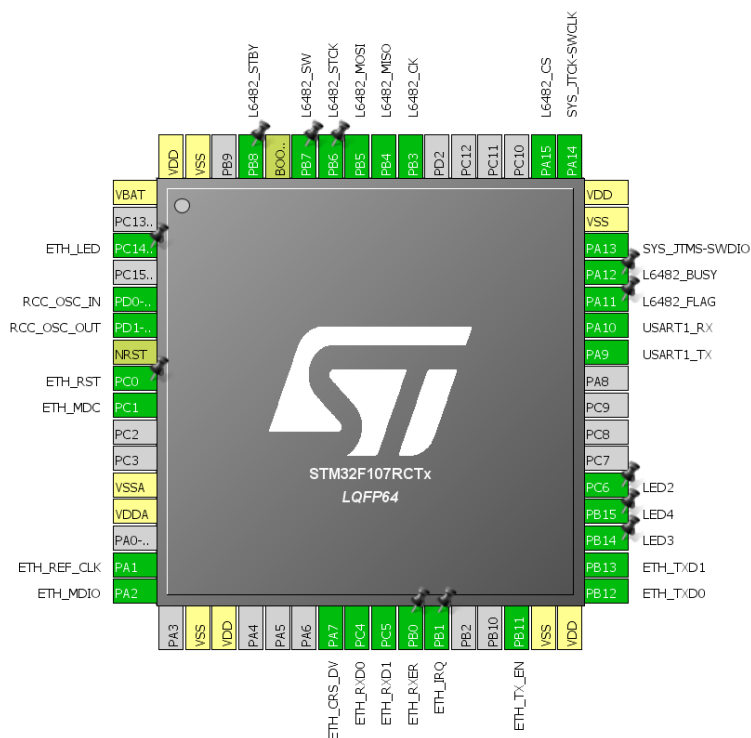 L6482_STBY
L6482_SW
L6482_STCK
L6482_MOSI
L6482_MISO
L6482_CK
L6482_CS
SYS_JTCK-SWCLK
VDD
VSS
PB9
PB8
BOO..
PB7
PB6
PB5
PB4
PB3
PD2
PC12
PC11
PC10
PA15
PA14
VBAT
PC13..
ETH_LED PC14..
PC15..
RCC_OSC_IN PD0-..
RCC_OSC_OUT PD1-..
NRST
ETH_RST PC0
ETH_MDC PC1
PC2
PC3
VSSA
VDDA
PA0-..
ETH_REF_CLK PA1
ETH_MDIO PA2
ST
STM32F107RCTx
LQFP64
VDD
VSS
PA13 SYS_JTMS-SWDIO
PA12 L6482_BUSY
PA11 L6482_FLAG
PA10 USART1_RX
PA9 USART1_TX
PA8
PC9
PC8
PC7
PC6 LED2
PB15 LED4
PB14 LED3
PB13 ETH_TXD1
PB12 ETH_TXD0
PA3
VSS
VDD
PA4
PA5
PA6
PA7
PC4
PC5
PB0
PB1
PB2
PB10
PB11
VSS
VDD
ETH_CRS_DV
ETH_RXD0
ETH_RXD1
ETH_RXER
ETH_IRQ
ETH_TX_EN